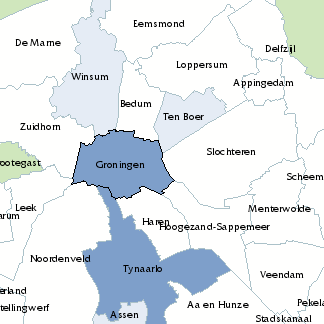 Eemsmond
De Marne
Delfzijl
Loppersum
Winsum
Appingedam
Bedum
Ten Boer
Zuidhorn
Slochteren
ootegast
Groningen
Scheem
Leek
Menterwolde
arum
Haren
Hoogezand-Sappemeer
Noordenveld
Tynaarlo
Veendam
erland
Aa en Hunze
Pekela
tellingwerf
Assen
Stadskanaal